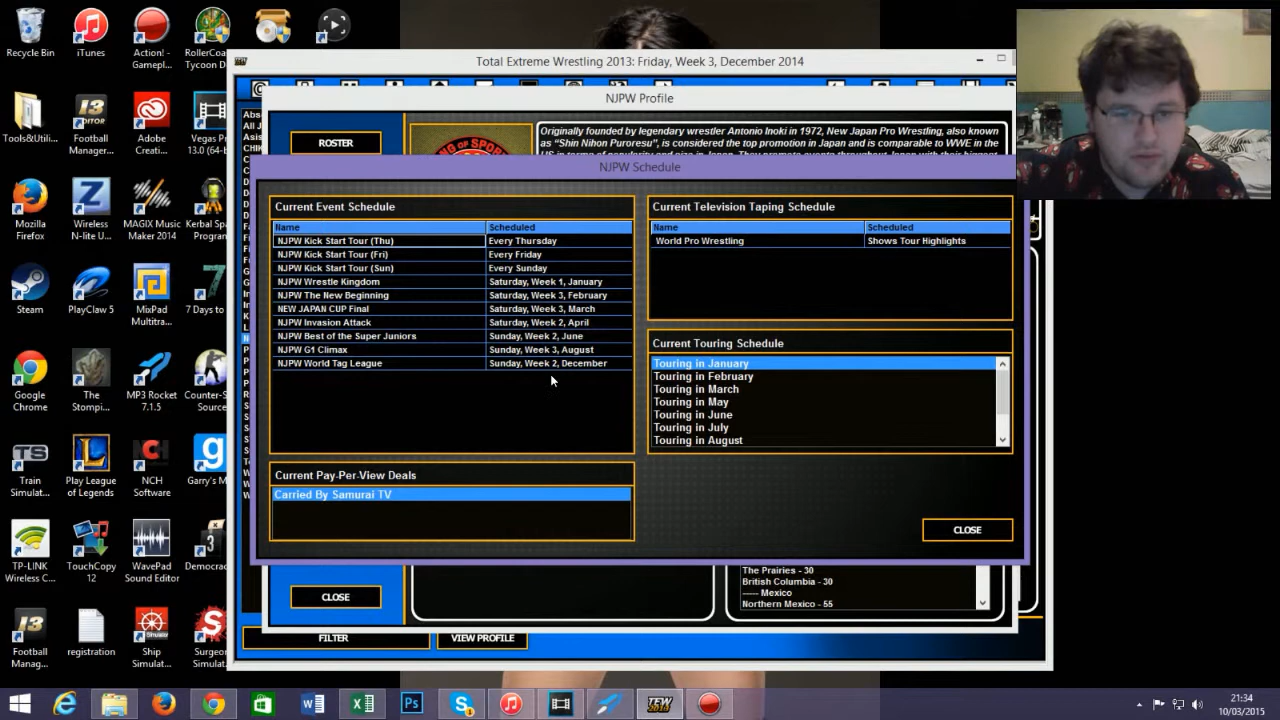 Recycle Bin
iTunes
Action! - Gamepl...
RollerCoa
Tycoon D
Total Extreme Wrestling 2013: Friday, Week 3, December 2014
NJPW Profile
ROSTER
Originally founded by legendary wrestler Antonio Inoki in 1972, New Japan Pro Wrestling, also known
as "Shin Nihon Puroresu", is considered the top promotion in Japan and is comparable to WWE in the
NJPW Schedule
Tools&Utili...
Football Manager...
Adobe Creati...
Vegas Pro 13.0 (64-b
Current Event Schedule
Name Scheduled
NJPW Kick Start Tour (Thu) Every Thursday
NJPW Kick Start Tour (Fri) Every Friday
NJPW Kick Start Tour (Sun) Every Sunday
NJPW Wrestle Kingdom Saturday, Week 1, January
NJPW The New Beginning Saturday, Week 3, February
NEW JAPAN CUP Final Saturday, Week 3, March
NJPW Invasion Attack Saturday, Week 2, April
NJPW Best of the Super Juniors Sunday, Week 2, June
NJPW G1 Climax Sunday, Week 3, August
NJPW World Tag League Sunday, Week 2, December
Current Television Taping Schedule
Name Scheduled
World Pro Wrestling Shows Tour Highlights
Current Touring Schedule
Touring in January
Touring in February
Touring in March
Touring in May
Touring in June
Touring in July
Touring in August
Current Pay-Per-View Deals
Carried By Samurai TV
CLOSE
Mozilla Firefox
Wireless N-lite U...
MAGIX Music Maker 2014
Kerbal Spa
Program
Steam
PlayClaw 5
MixPad Multitra...
7 Days to
Google Chrome
The Stompi...
MP3 Rocket 7.1.5
Counter-S
Source
Train Simulat...
Play League of Legends
NCH Software
Garry's M
TP-LINK Wireless C...
TouchCopy 12
WavePad Sound Editor
Democrac
Football Manag...
registration
Ship Simulat...
Surgeo
Simulat
CLOSE
The Prairies - 30
British Columbia - 30
----- Mexico
Northern Mexico - 55
FILTER
VIEW PROFILE
21:34
10/03/2015